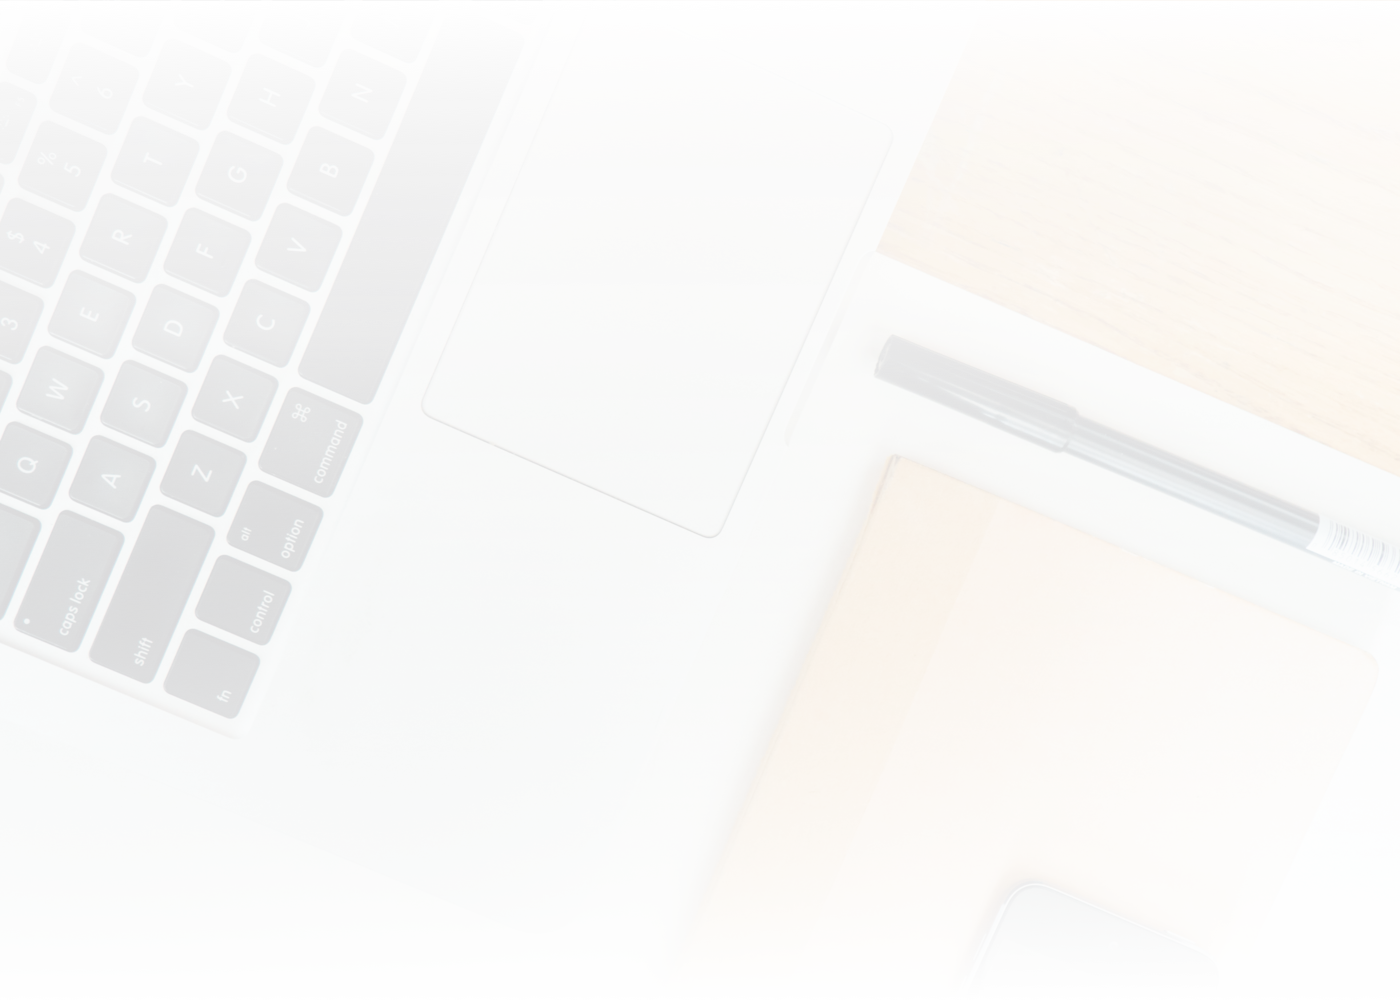 6
Y
H
N
%
5
T
G
B
$
4
R
F
V
3
E
D
C
W
S
X
⌘
command
Q
A
Z
alt
option
caps lock
shift
control
fn